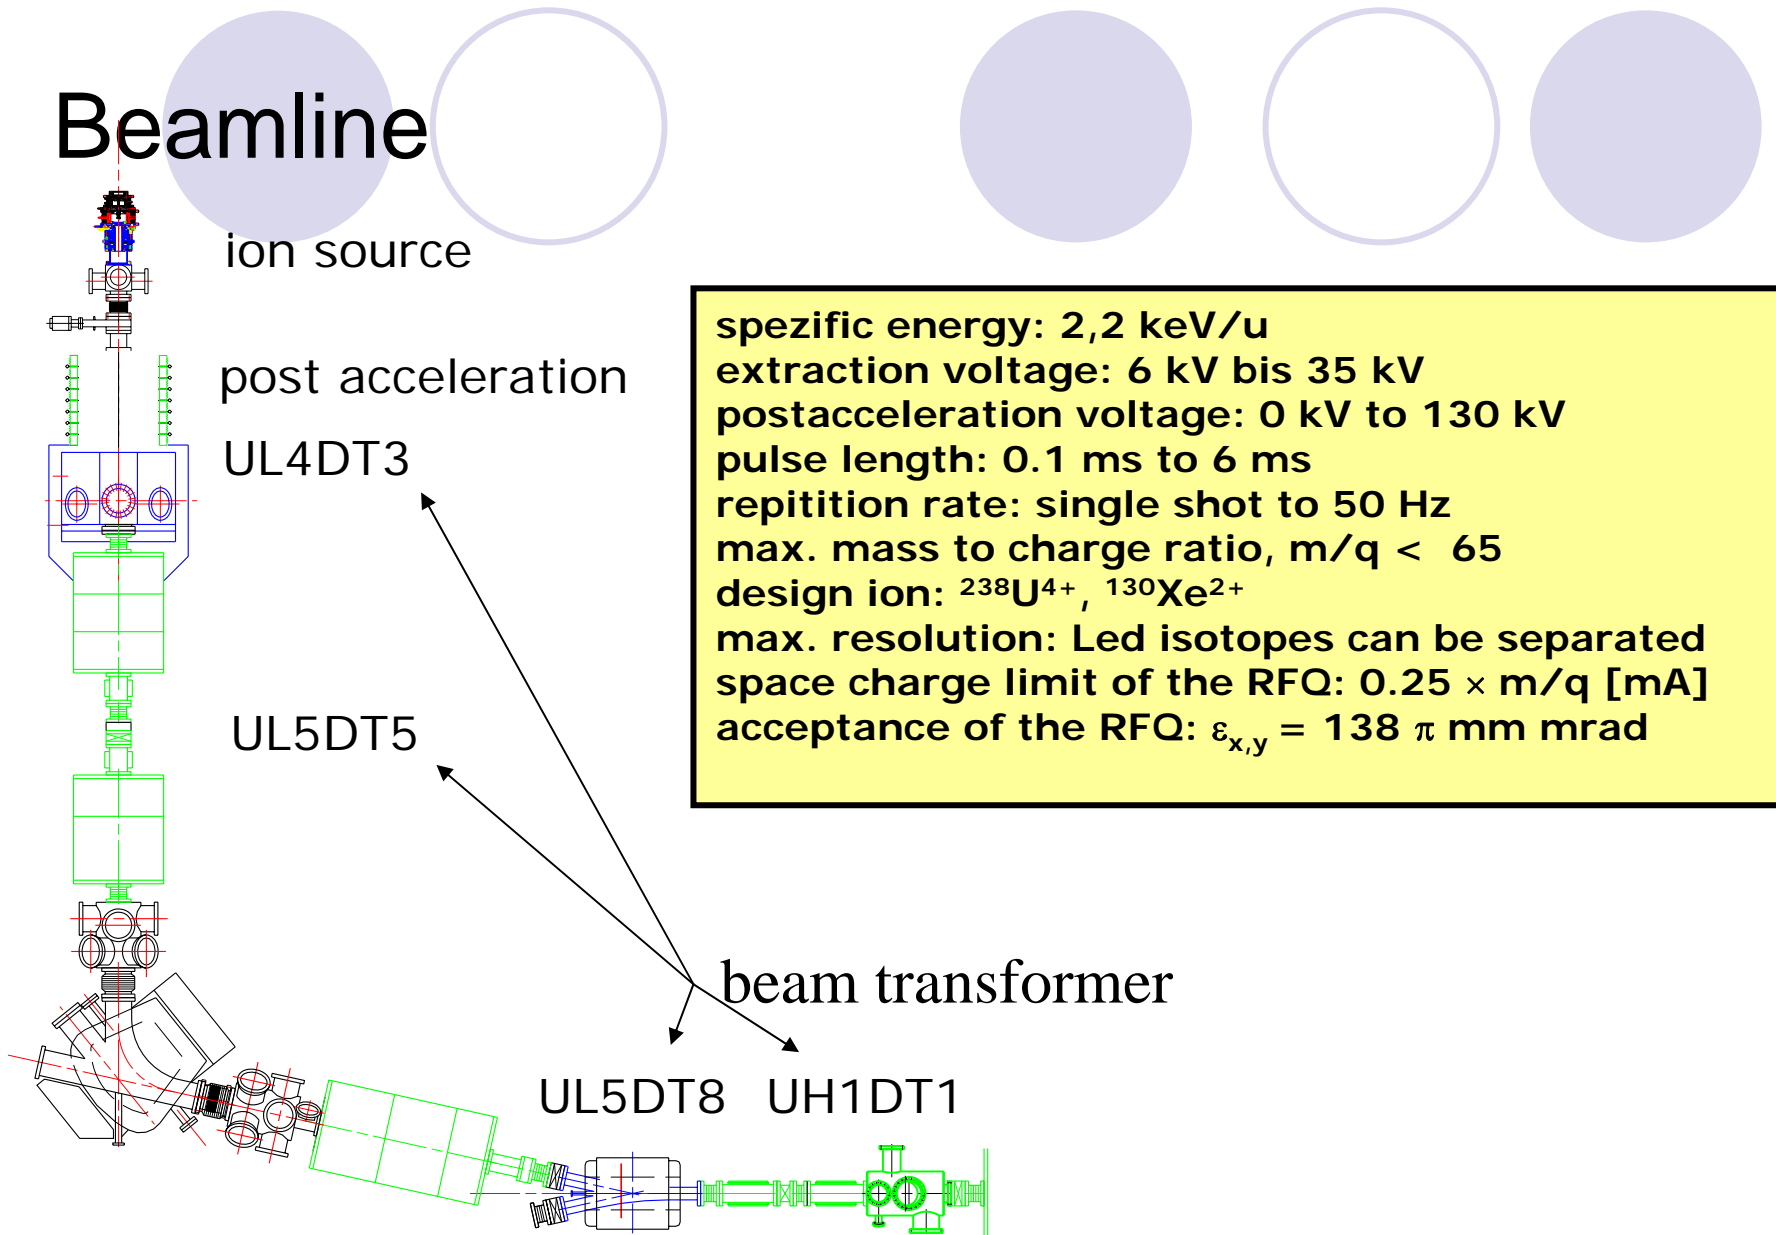 Beamline
ion source
post acceleration
UL4DT3
UL5DT5
spezific energy: 2,2 keV/u
extraction voltage: 6 kV bis 35 kV
postacceleration voltage: 0 kV to 130 kV
pulse length: 0.1 ms to 6 ms
repitition rate: single shot to 50 Hz
max. mass to charge ratio, m/q < 65
design ion: ²³⁸U⁴⁺, ¹³⁰Xe²⁺
max. resolution: Led isotopes can be separated
space charge limit of the RFQ: 0.25 × m/q [mA]
acceptance of the RFQ: εx,y = 138 π mm mrad
beam transformer
UL5DT8 UH1DT1